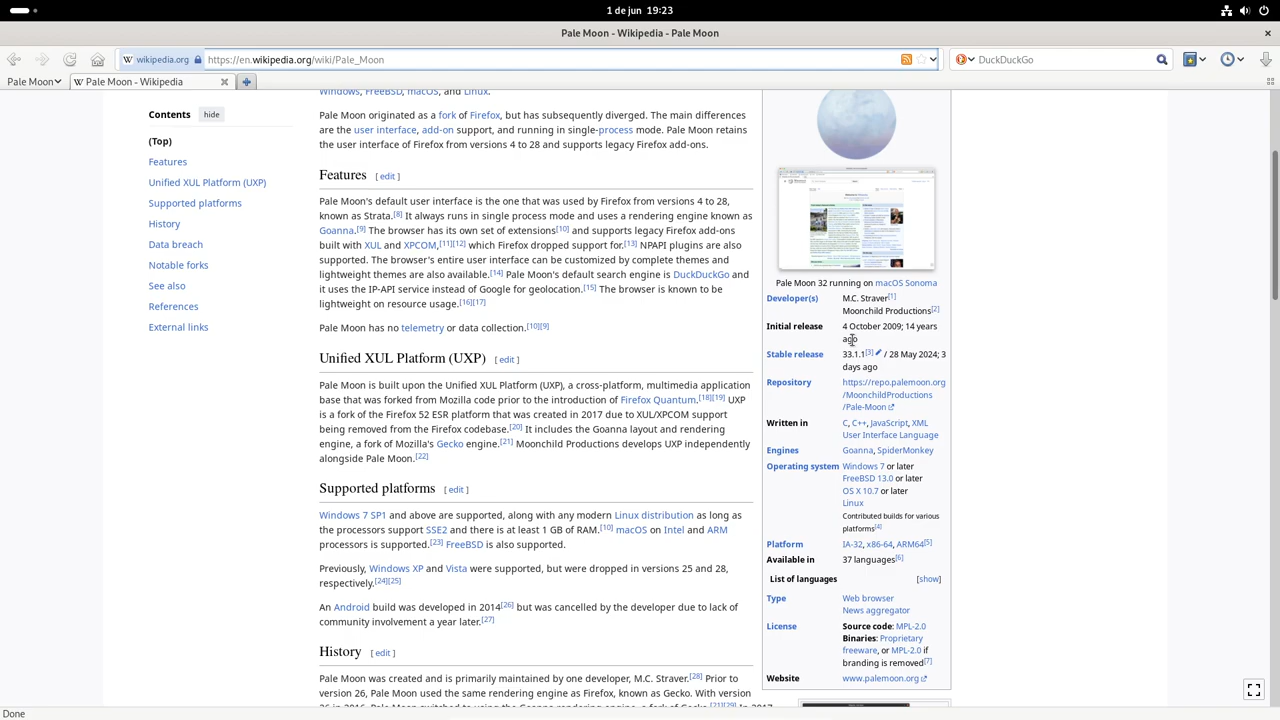 1 de jun 19:23
Pale Moon - Wikipedia - Pale Moon
wikipedia.org
https://en.wikipedia.org/wiki/Pale_Moon
DuckDuckGo
Pale Moon
W Pale Moon - Wikipedia
Contents hide
(Top)
Features
Unified XUL Platform (UXP)
Supported platforms
History
Data breach
Notable forks
See also
References
External links
Windows, FreeBSD, macOS, and Linux.
Pale Moon originated as a fork of Firefox, but has subsequently diverged. The main differences
are the user interface, add-on support, and running in single-process mode. Pale Moon retains
the user interface of Firefox from versions 4 to 28 and supports legacy Firefox add-ons.
Features [ edit ]
Pale Moon's default user interface is the one that was used by Firefox from versions 4 to 28,
known as Strata.[8] It always runs in single process mode and uses a rendering engine known as
Goanna.[9] The browser has its own set of extensions[10] and supports legacy Firefox add-ons
built with XUL and XPCOM,[11][12] which Firefox dropped support for.[13] NPAPI plugins are also
supported. The browser's entire user interface can be customized by complete themes and
lightweight themes are also available.[14] Pale Moon's default search engine is DuckDuckGo and
it uses the IP-API service instead of Google for geolocation.[15] The browser is known to be
lightweight on resource usage.[16][17]
Pale Moon has no telemetry or data collection.[10][9]
Unified XUL Platform (UXP) [ edit ]
Pale Moon is built upon the Unified XUL Platform (UXP), a cross-platform, multimedia application
base that was forked from Mozilla code prior to the introduction of Firefox Quantum.[18][19] UXP
is a fork of the Firefox 52 ESR platform that was created in 2017 due to XUL/XPCOM support
being removed from the Firefox codebase.[20] It includes the Goanna layout and rendering
engine, a fork of Mozilla's Gecko engine.[21] Moonchild Productions develops UXP independently
alongside Pale Moon.[22]
Supported platforms [ edit ]
Windows 7 SP1 and above are supported, along with any modern Linux distribution as long as
the processors support SSE2 and there is at least 1 GB of RAM.[10] macOS on Intel and ARM
processors is supported.[23] FreeBSD is also supported.
Previously, Windows XP and Vista were supported, but were dropped in versions 25 and 28,
respectively.[24][25]
An Android build was developed in 2014[26] but was cancelled by the developer due to lack of
community involvement a year later.[27]
History [ edit ]
Pale Moon was created and is primarily maintained by one developer, M.C. Straver.[28] Prior to
version 26, Pale Moon used the same rendering engine as Firefox, known as Gecko. With version
Pale Moon 32 running on macOS Sonoma
Developer(s) M.C. Straver[1]
Moonchild Productions[2]
Initial release 4 October 2009; 14 years
ago
Stable release 33.1.1[3] / 28 May 2024; 3
days ago
Repository https://repo.palemoon.org
/MoonchildProductions
/Pale-Moon
Written in C, C++, JavaScript, XML
User Interface Language
Engines Goanna, SpiderMonkey
Operating system Windows 7 or later
FreeBSD 13.0 or later
OS X 10.7 or later
Linux
Contributed builds for various
platforms[4]
Platform IA-32, x86-64, ARM64[5]
Available in 37 languages[6]
List of languages [show]
Type Web browser
News aggregator
License Source code: MPL-2.0
Binaries: Proprietary
freeware, or MPL-2.0 if
branding is removed[7]
Website www.palemoon.org
Done